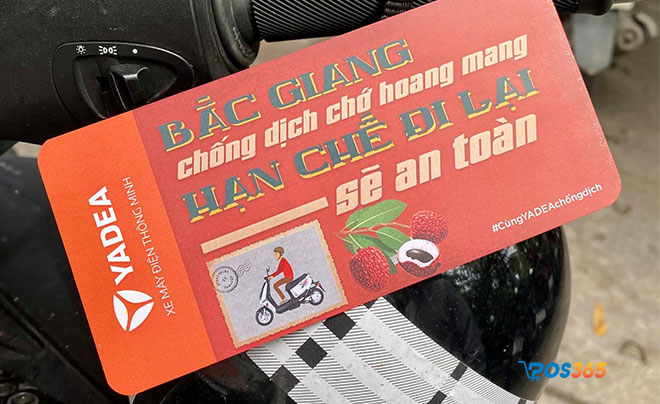 BẮC GIANG
chống dịch chớ hoang mang
HẠN CHẾ ĐI LẠI
sẽ an toàn
#CùngYADEAchốngdịch
YADEA
XE MÁY ĐIỆN THÔNG MINH
POS365